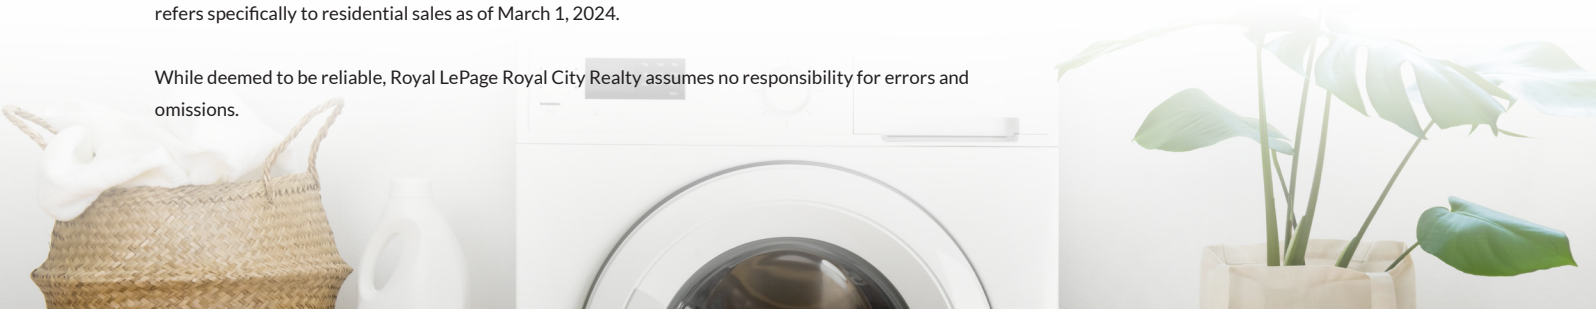 refers specifically to residential sales as of March 1, 2024.
While deemed to be reliable, Royal LePage Royal City Realty assumes no responsibility for errors and
omissions.